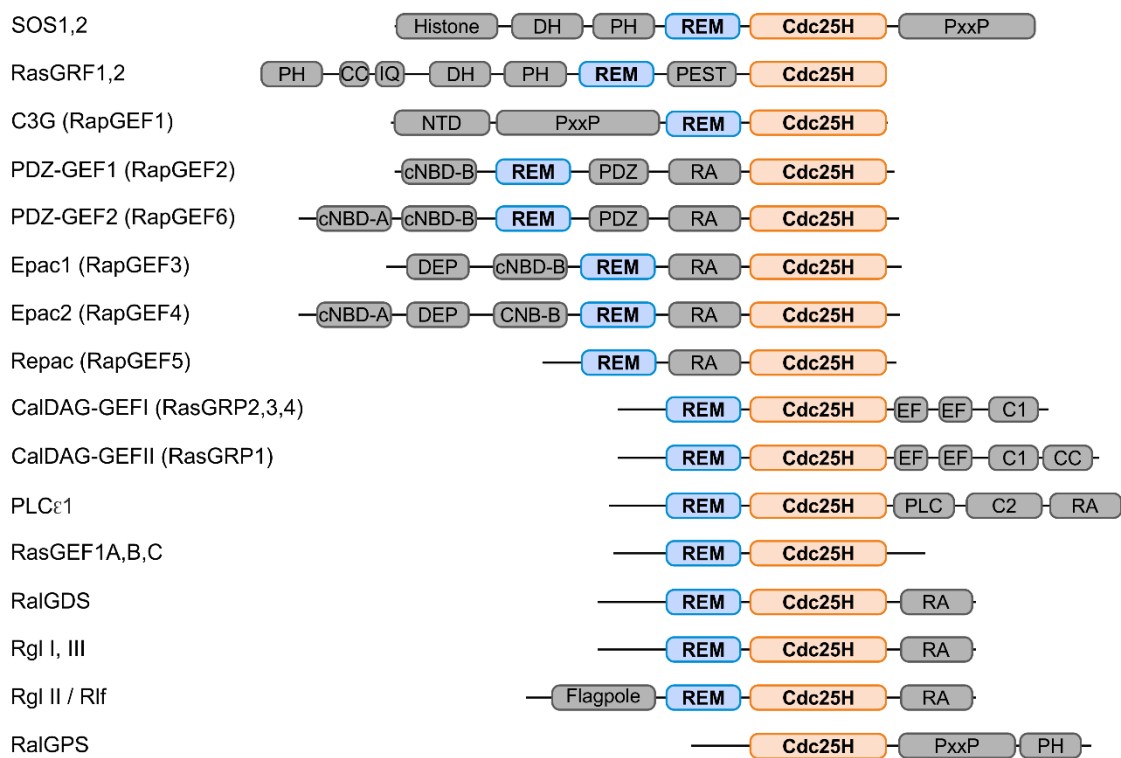 SOS1,2 Histone DH PH REM Cdc25H PxxP
RasGRF1,2 PH CC IQ DH PH REM PEST Cdc25H
C3G (RapGEF1) NTD PxxP REM Cdc25H
PDZ-GEF1 (RapGEF2) cNBD-B REM PDZ RA Cdc25H
PDZ-GEF2 (RapGEF6) cNBD-A cNBD-B REM PDZ RA Cdc25H
Epac1 (RapGEF3) DEP cNBD-B REM RA Cdc25H
Epac2 (RapGEF4) cNBD-A DEP CNB-B REM RA Cdc25H
Repac (RapGEF5) REM RA Cdc25H
CalDAG-GEFI (RasGRP2,3,4) REM Cdc25H EF EF C1
CalDAG-GEFII (RasGRP1) REM Cdc25H EF EF C1 CC
PLCε1 REM Cdc25H PLC C2 RA
RasGEF1A,B,C REM Cdc25H
RalGDS REM Cdc25H RA
Rgl I, III REM Cdc25H RA
Rgl II / Rlf Flagpole REM Cdc25H RA
RalGPS Cdc25H PxxP PH